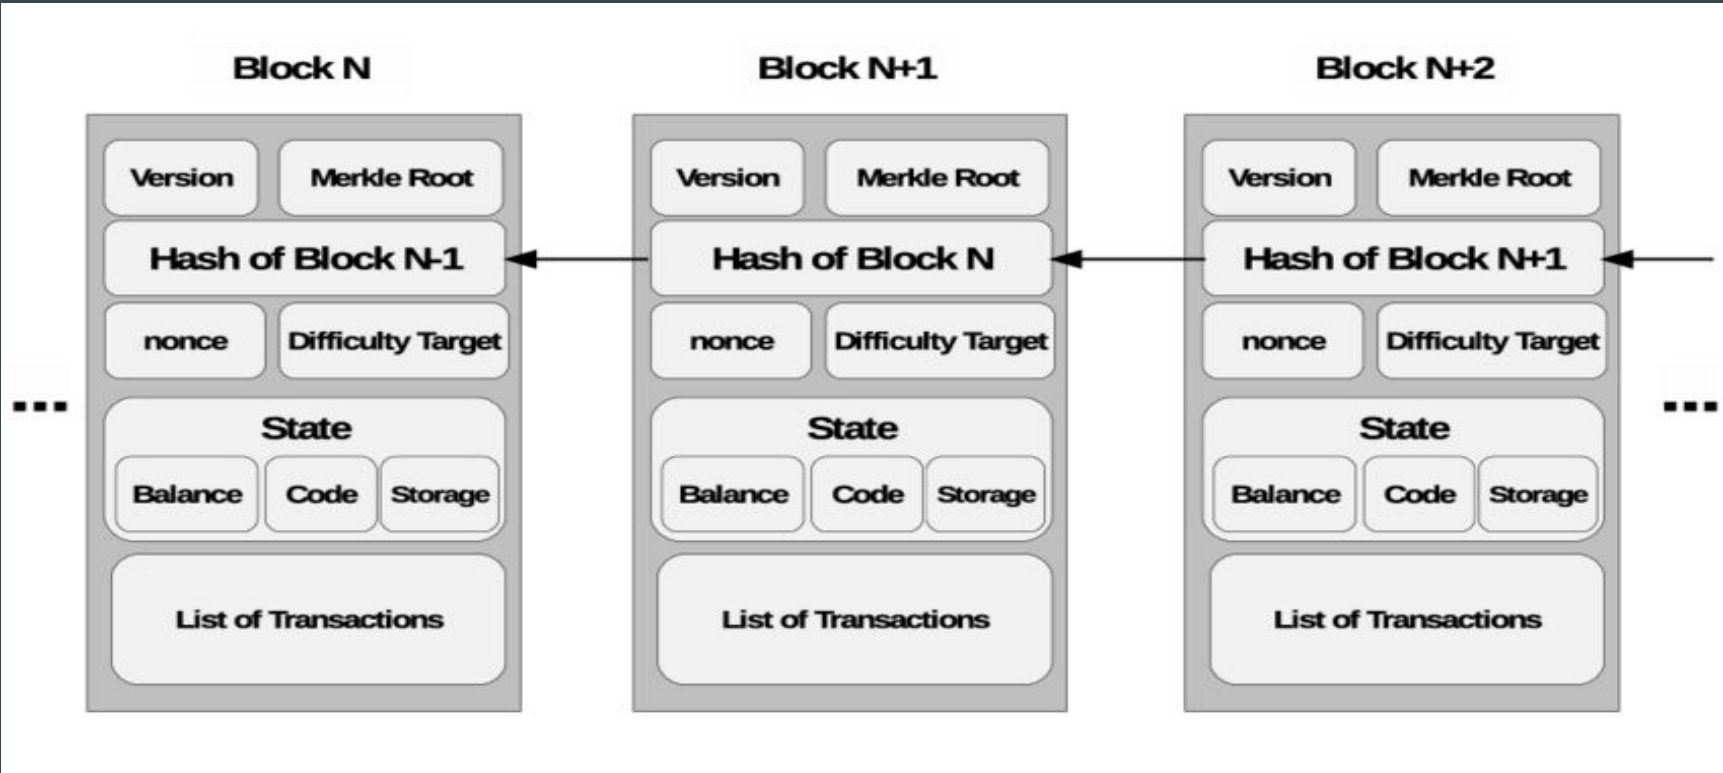 Block N
Block N+1
Block N+2
Version
Merkle Root
Hash of Block N-1
nonce
Difficulty Target
State
Balance
Code
Storage
List of Transactions
Version
Merkle Root
Hash of Block N
nonce
Difficulty Target
State
Balance
Code
Storage
List of Transactions
Version
Merkle Root
Hash of Block N+1
nonce
Difficulty Target
State
Balance
Code
Storage
List of Transactions
...
...